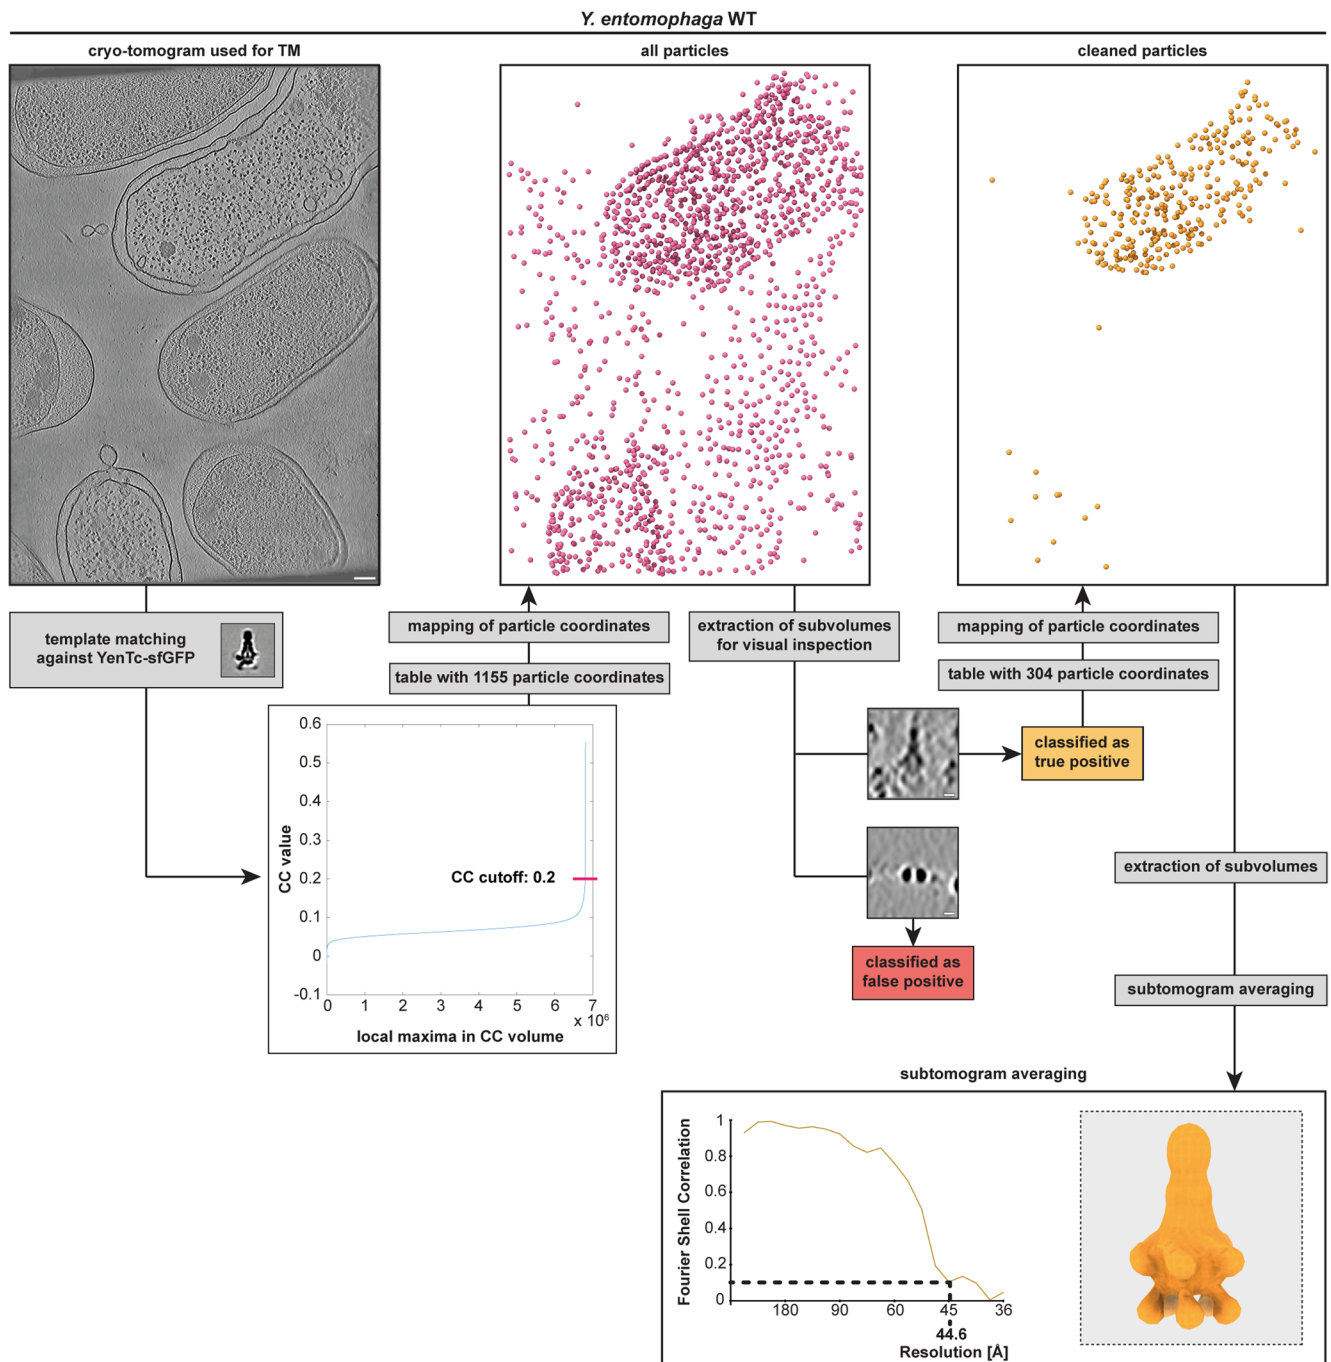 Y. entomophaga WT
cryo-tomogram used for TM
all particles
cleaned particles
template matching
against YenTc-sfGFP
mapping of particle coordinates
table with 1155 particle coordinates
extraction of subvolumes
for visual inspection
mapping of particle coordinates
table with 304 particle coordinates
classified as
true positive
classified as
false positive
CC value
0.6
0.5
0.4
0.3
0.2
0.1
0
-0.1
CC cutoff: 0.2
0 1 2 3 4 5 6 7
x 10⁶
local maxima in CC volume
extraction of subvolumes
subtomogram averaging
subtomogram averaging
Fourier Shell Correlation
1
0.8
0.6
0.4
0.2
0
180 90 60 45 36
44.6
Resolution [Å]